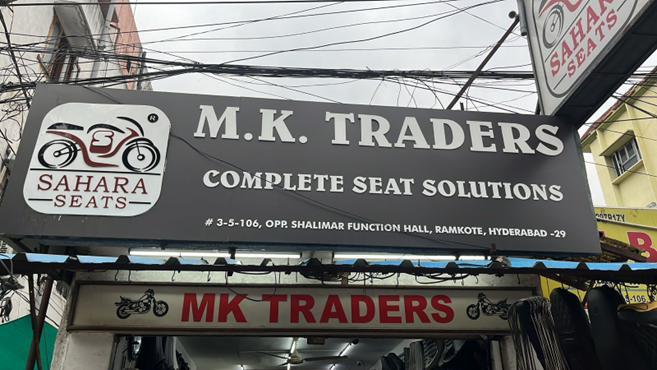 SAHARA
SEATS
®
S
SAHARA
SEATS
M.K. TRADERS
COMPLETE SEAT SOLUTIONS
# 3-5-106, OPP. SHALIMAR FUNCTION HALL, RAMKOTE, HYDERABAD -29
MK TRADERS
B